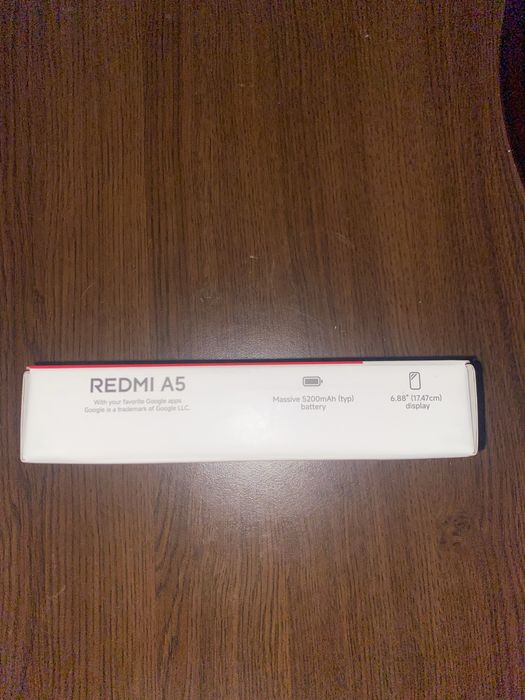 REDMI A5
With your favorite Google apps
Google is a trademark of Google LLC.
Massive 5200mAh (typ)
battery
6.88" (17.47cm)
display